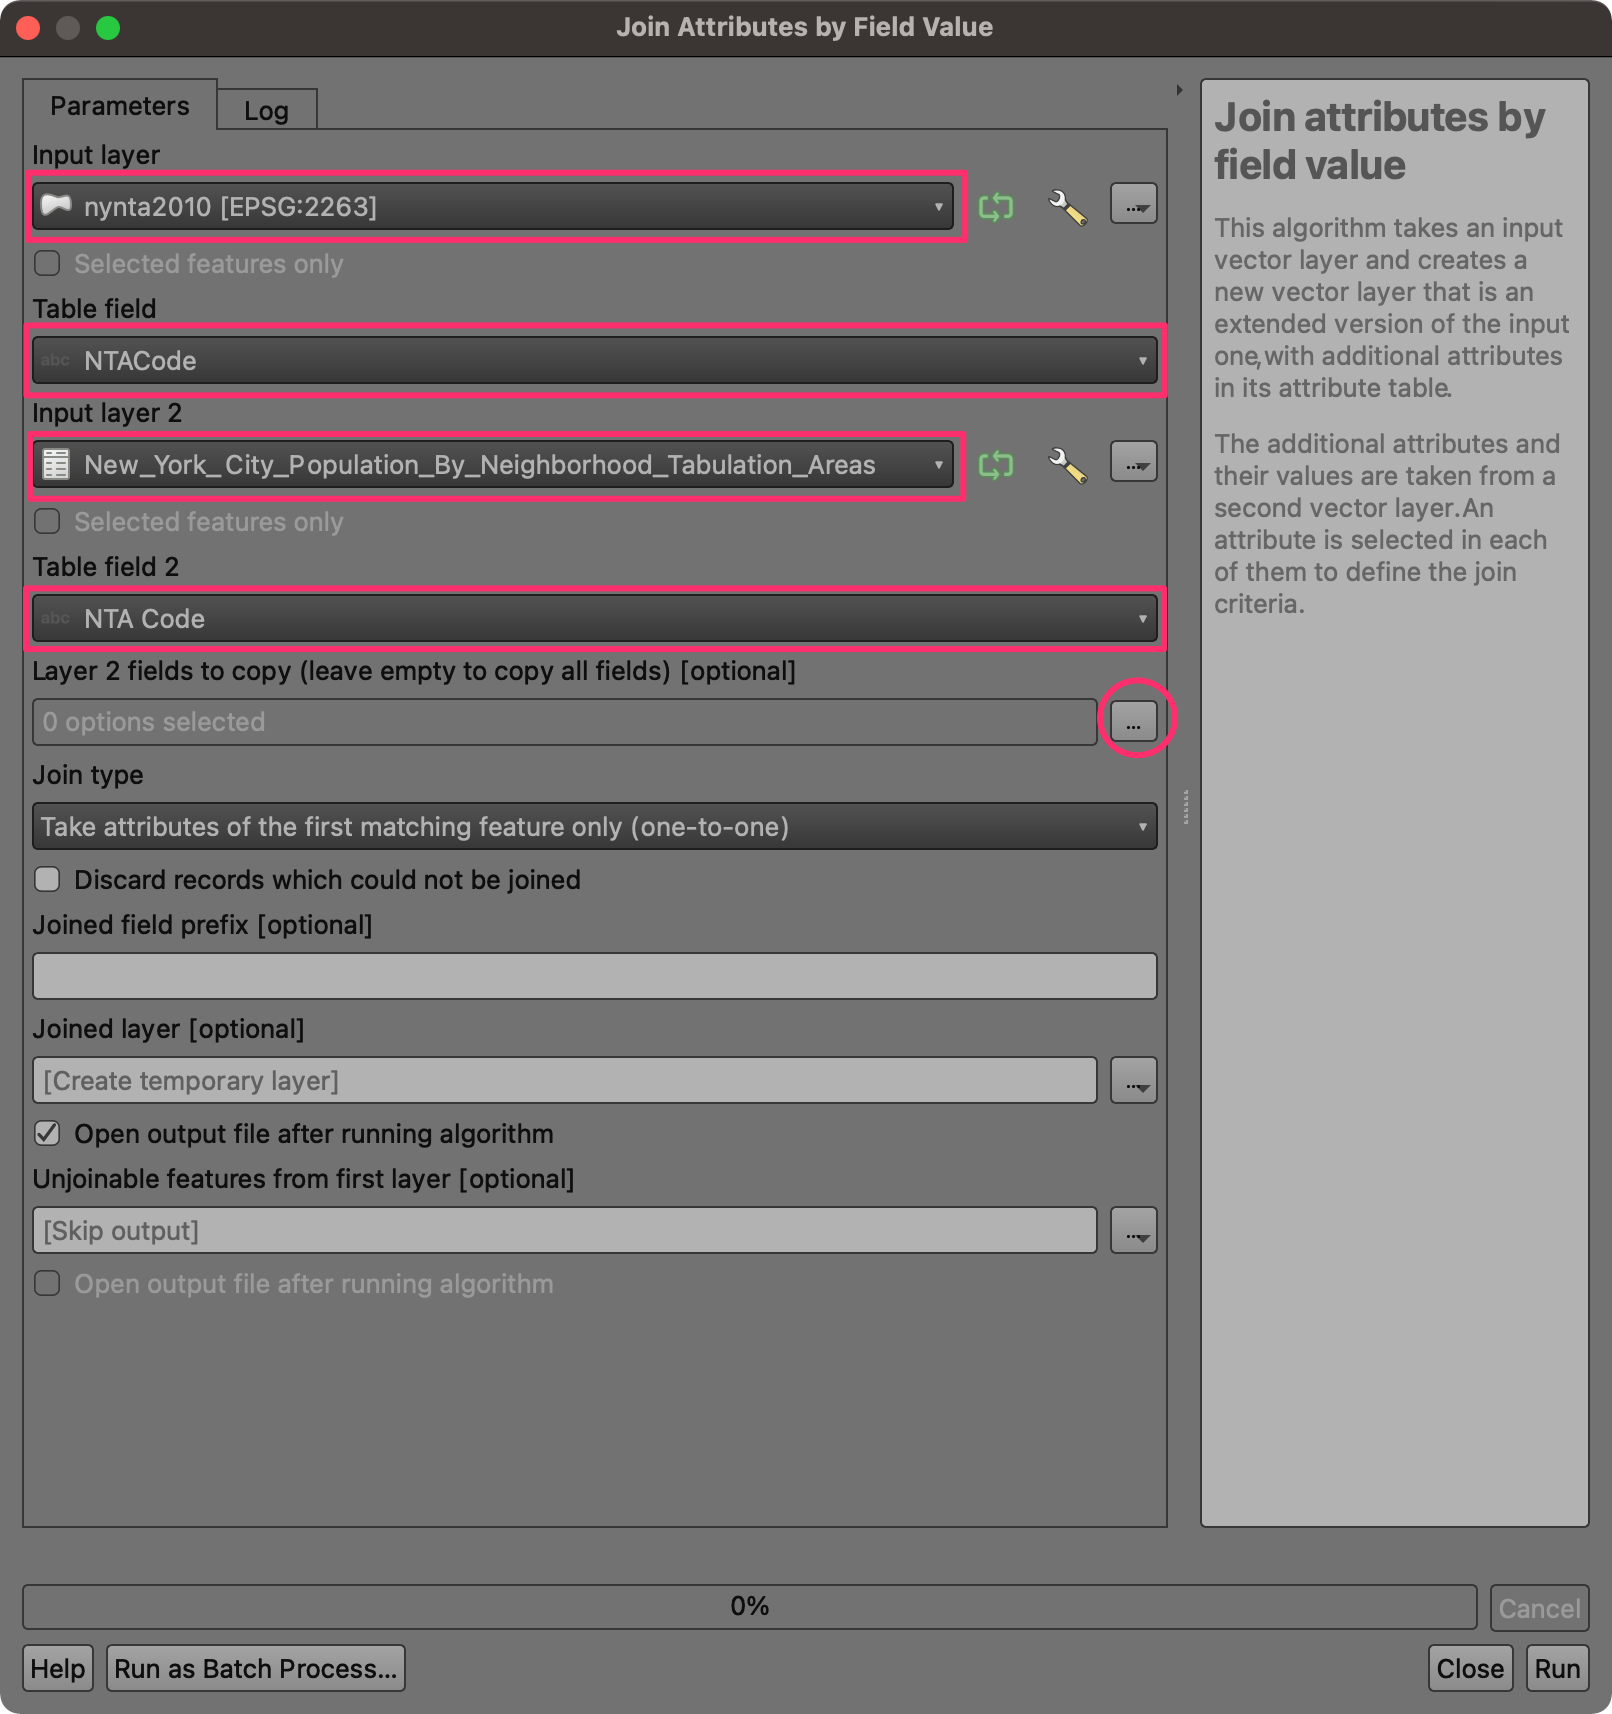 Join Attributes by Field Value
Parameters
Log
Input layer
nynta2010 [EPSG:2263]
...
Selected features only
Table field
abc NTACode
Input layer 2
New_York_City_Population_By_Neighborhood_Tabulation_Areas
...
Selected features only
Table field 2
abc NTA Code
Layer 2 fields to copy (leave empty to copy all fields) [optional]
0 options selected
...
Join type
Take attributes of the first matching feature only (one-to-one)
Discard records which could not be joined
Joined field prefix [optional]
Joined layer [optional]
[Create temporary layer]
...
Open output file after running algorithm
Unjoinable features from first layer [optional]
[Skip output]
...
Open output file after running algorithm
Join attributes by
field value
This algorithm takes an input
vector layer and creates a
new vector layer that is an
extended version of the input
one,with additional attributes
in its attribute table.
The additional attributes and
their values are taken from a
second vector layer.An
attribute is selected in each
of them to define the join
criteria.
0%
Cancel
Help
Run as Batch Process...
Close
Run